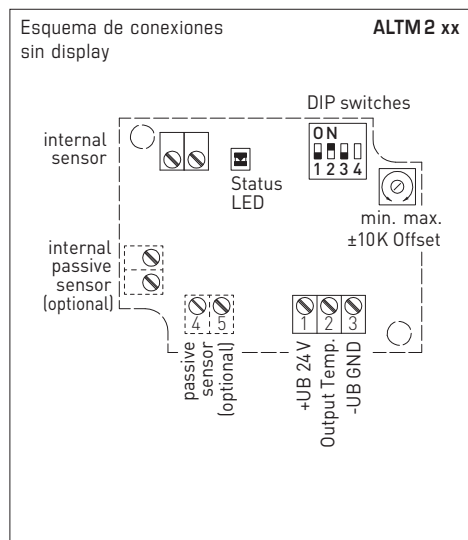 Esquema de conexiones
sin display
ALTM 2 xx
DIP switches
ON
1 2 3 4
internal
sensor
Status
LED
min. max.
±10K Offset
internal
passive
sensor
(optional)
4 5
passive
sensor
(optional)
1 2 3
+UB 24 V
Output Temp.
-UB GND